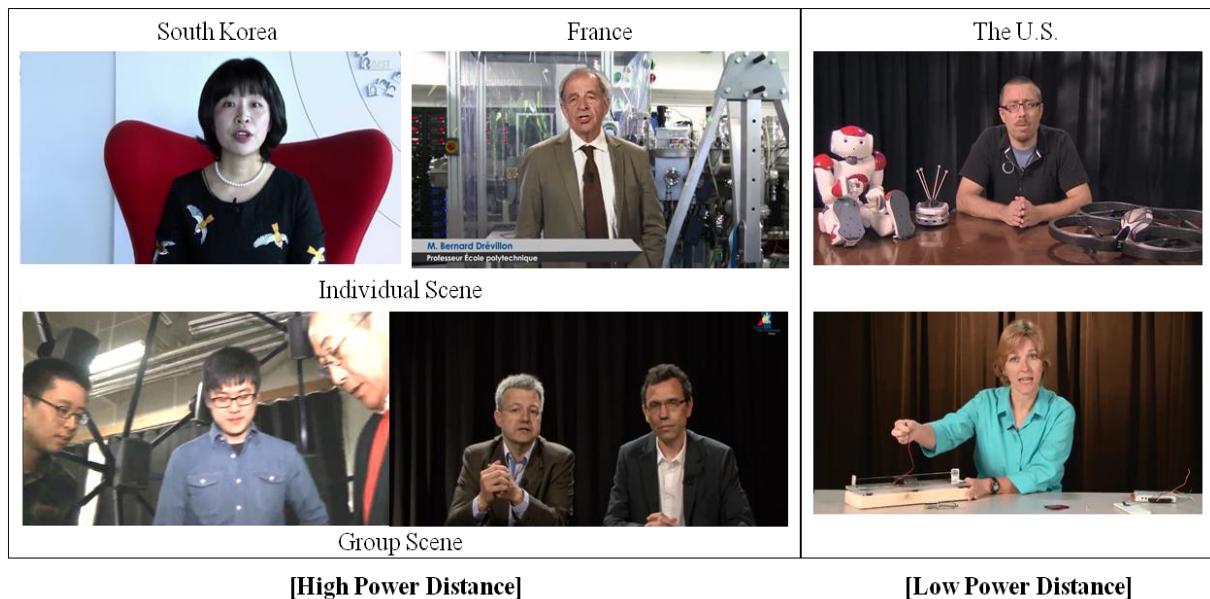 South Korea
France
The U.S.
M. Bernard Drévillon
Professeur École polytechnique
Individual Scene
Group Scene
[High Power Distance]
[Low Power Distance]